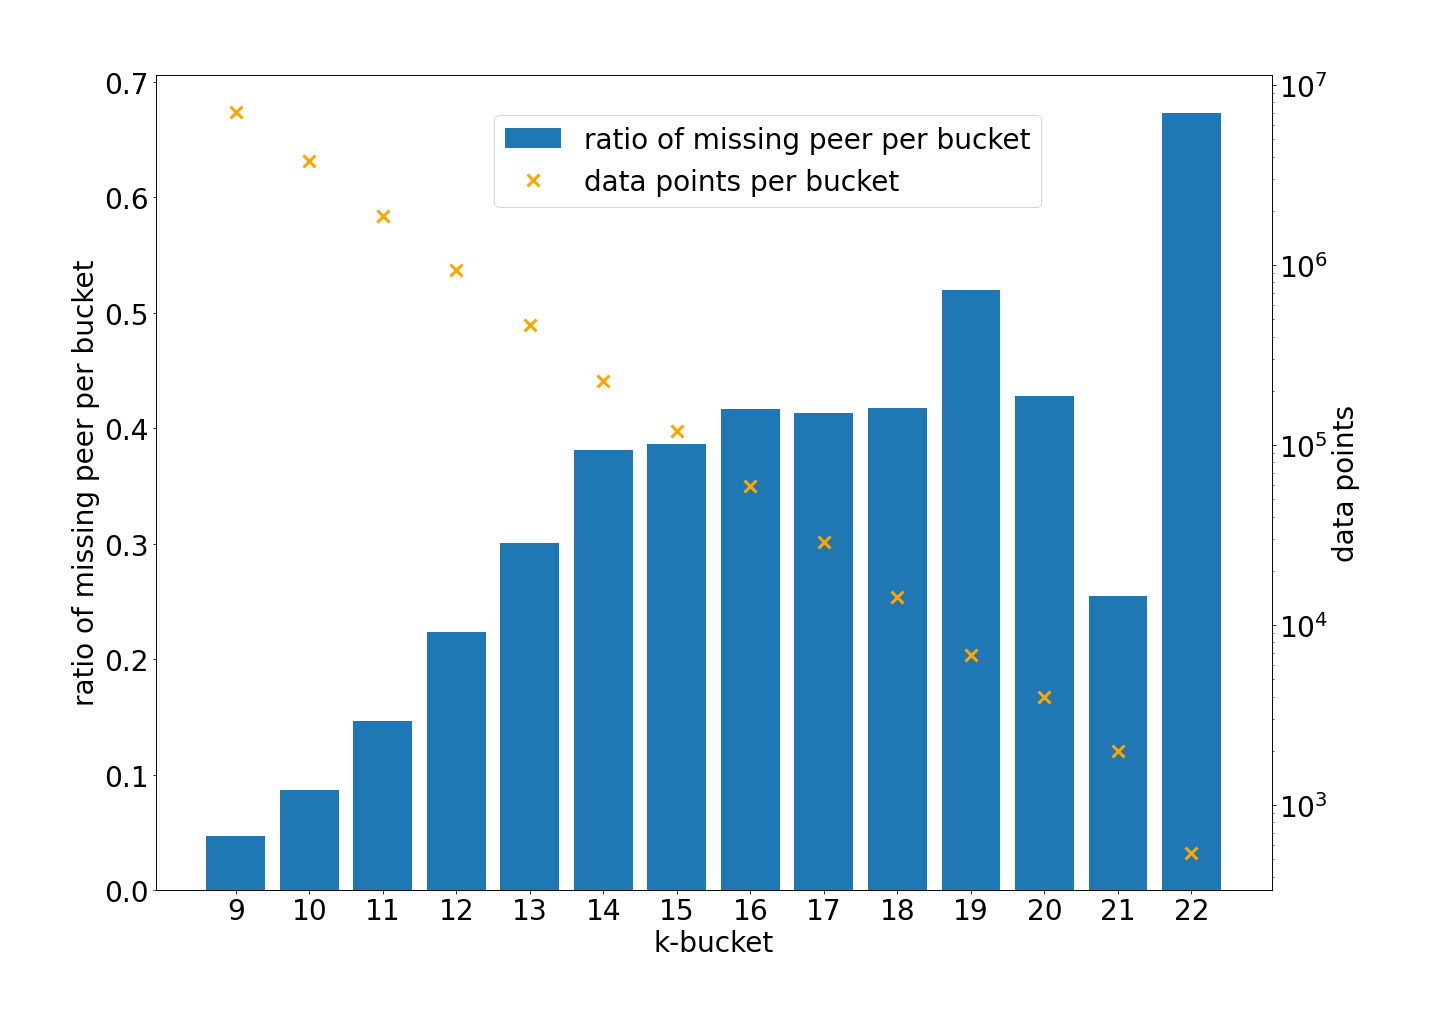 ratio of missing peer per bucket
data points per bucket
0.7
0.6
0.5
0.4
0.3
0.2
0.1
0.0
ratio of missing peer per bucket
10⁷
10⁶
10⁵
10⁴
10³
data points
9 10 11 12 13 14 15 16 17 18 19 20 21 22
k-bucket